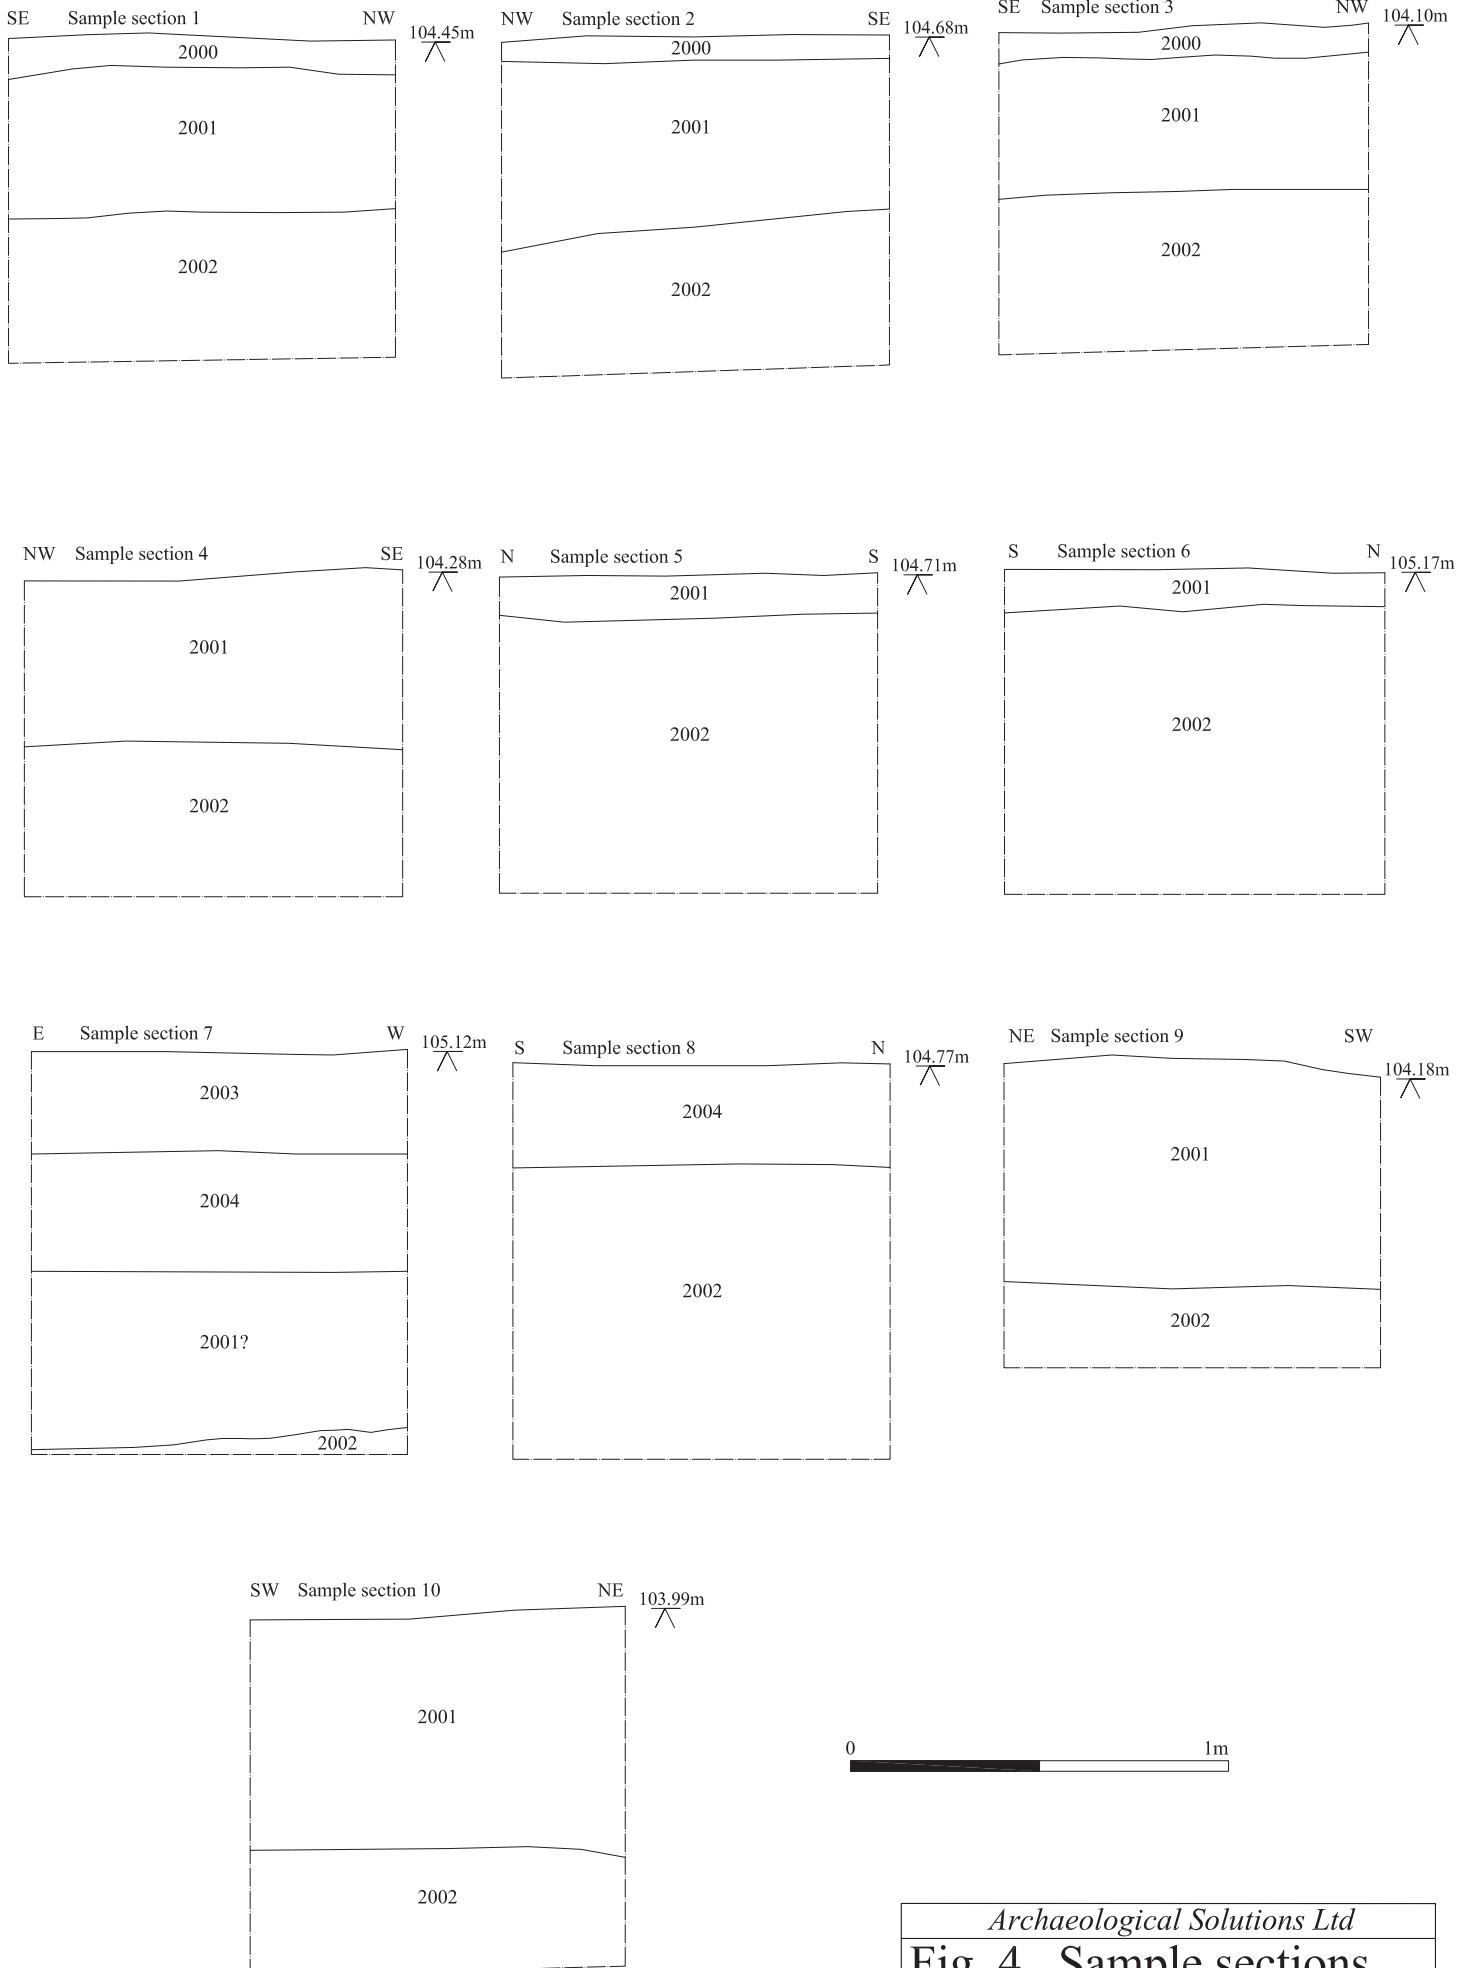 SE Sample section 1 NW
104.45m
2000
2001
2002
NW Sample section 2 SE
104.68m
2000
2001
2002
SE Sample section 3 NW
104.10m
2000
2001
2002
NW Sample section 4 SE
104.28m
2001
2002
N Sample section 5 S
104.71m
2001
2002
S Sample section 6 N
105.17m
2001
2002
E Sample section 7 W
105.12m
2003
2004
2001?
2002
S Sample section 8 N
104.77m
2004
2002
NE Sample section 9 SW
104.18m
2001
2002
SW Sample section 10 NE
103.99m
2001
2002
0 1m
Archaeological Solutions Ltd
Fig. 4 Sample sections